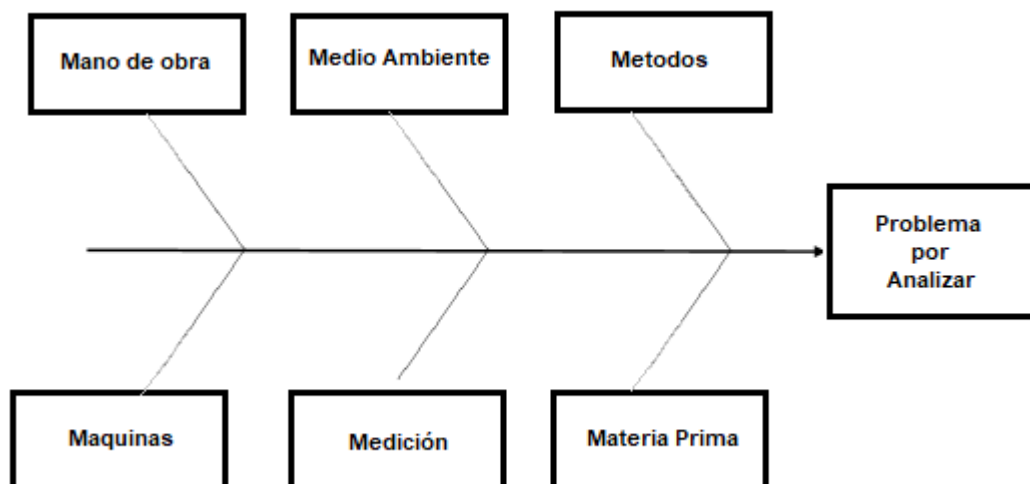 Mano de obra
Medio Ambiente
Metodos
Problema
por
Analizar
Maquinas
Medición
Materia Prima